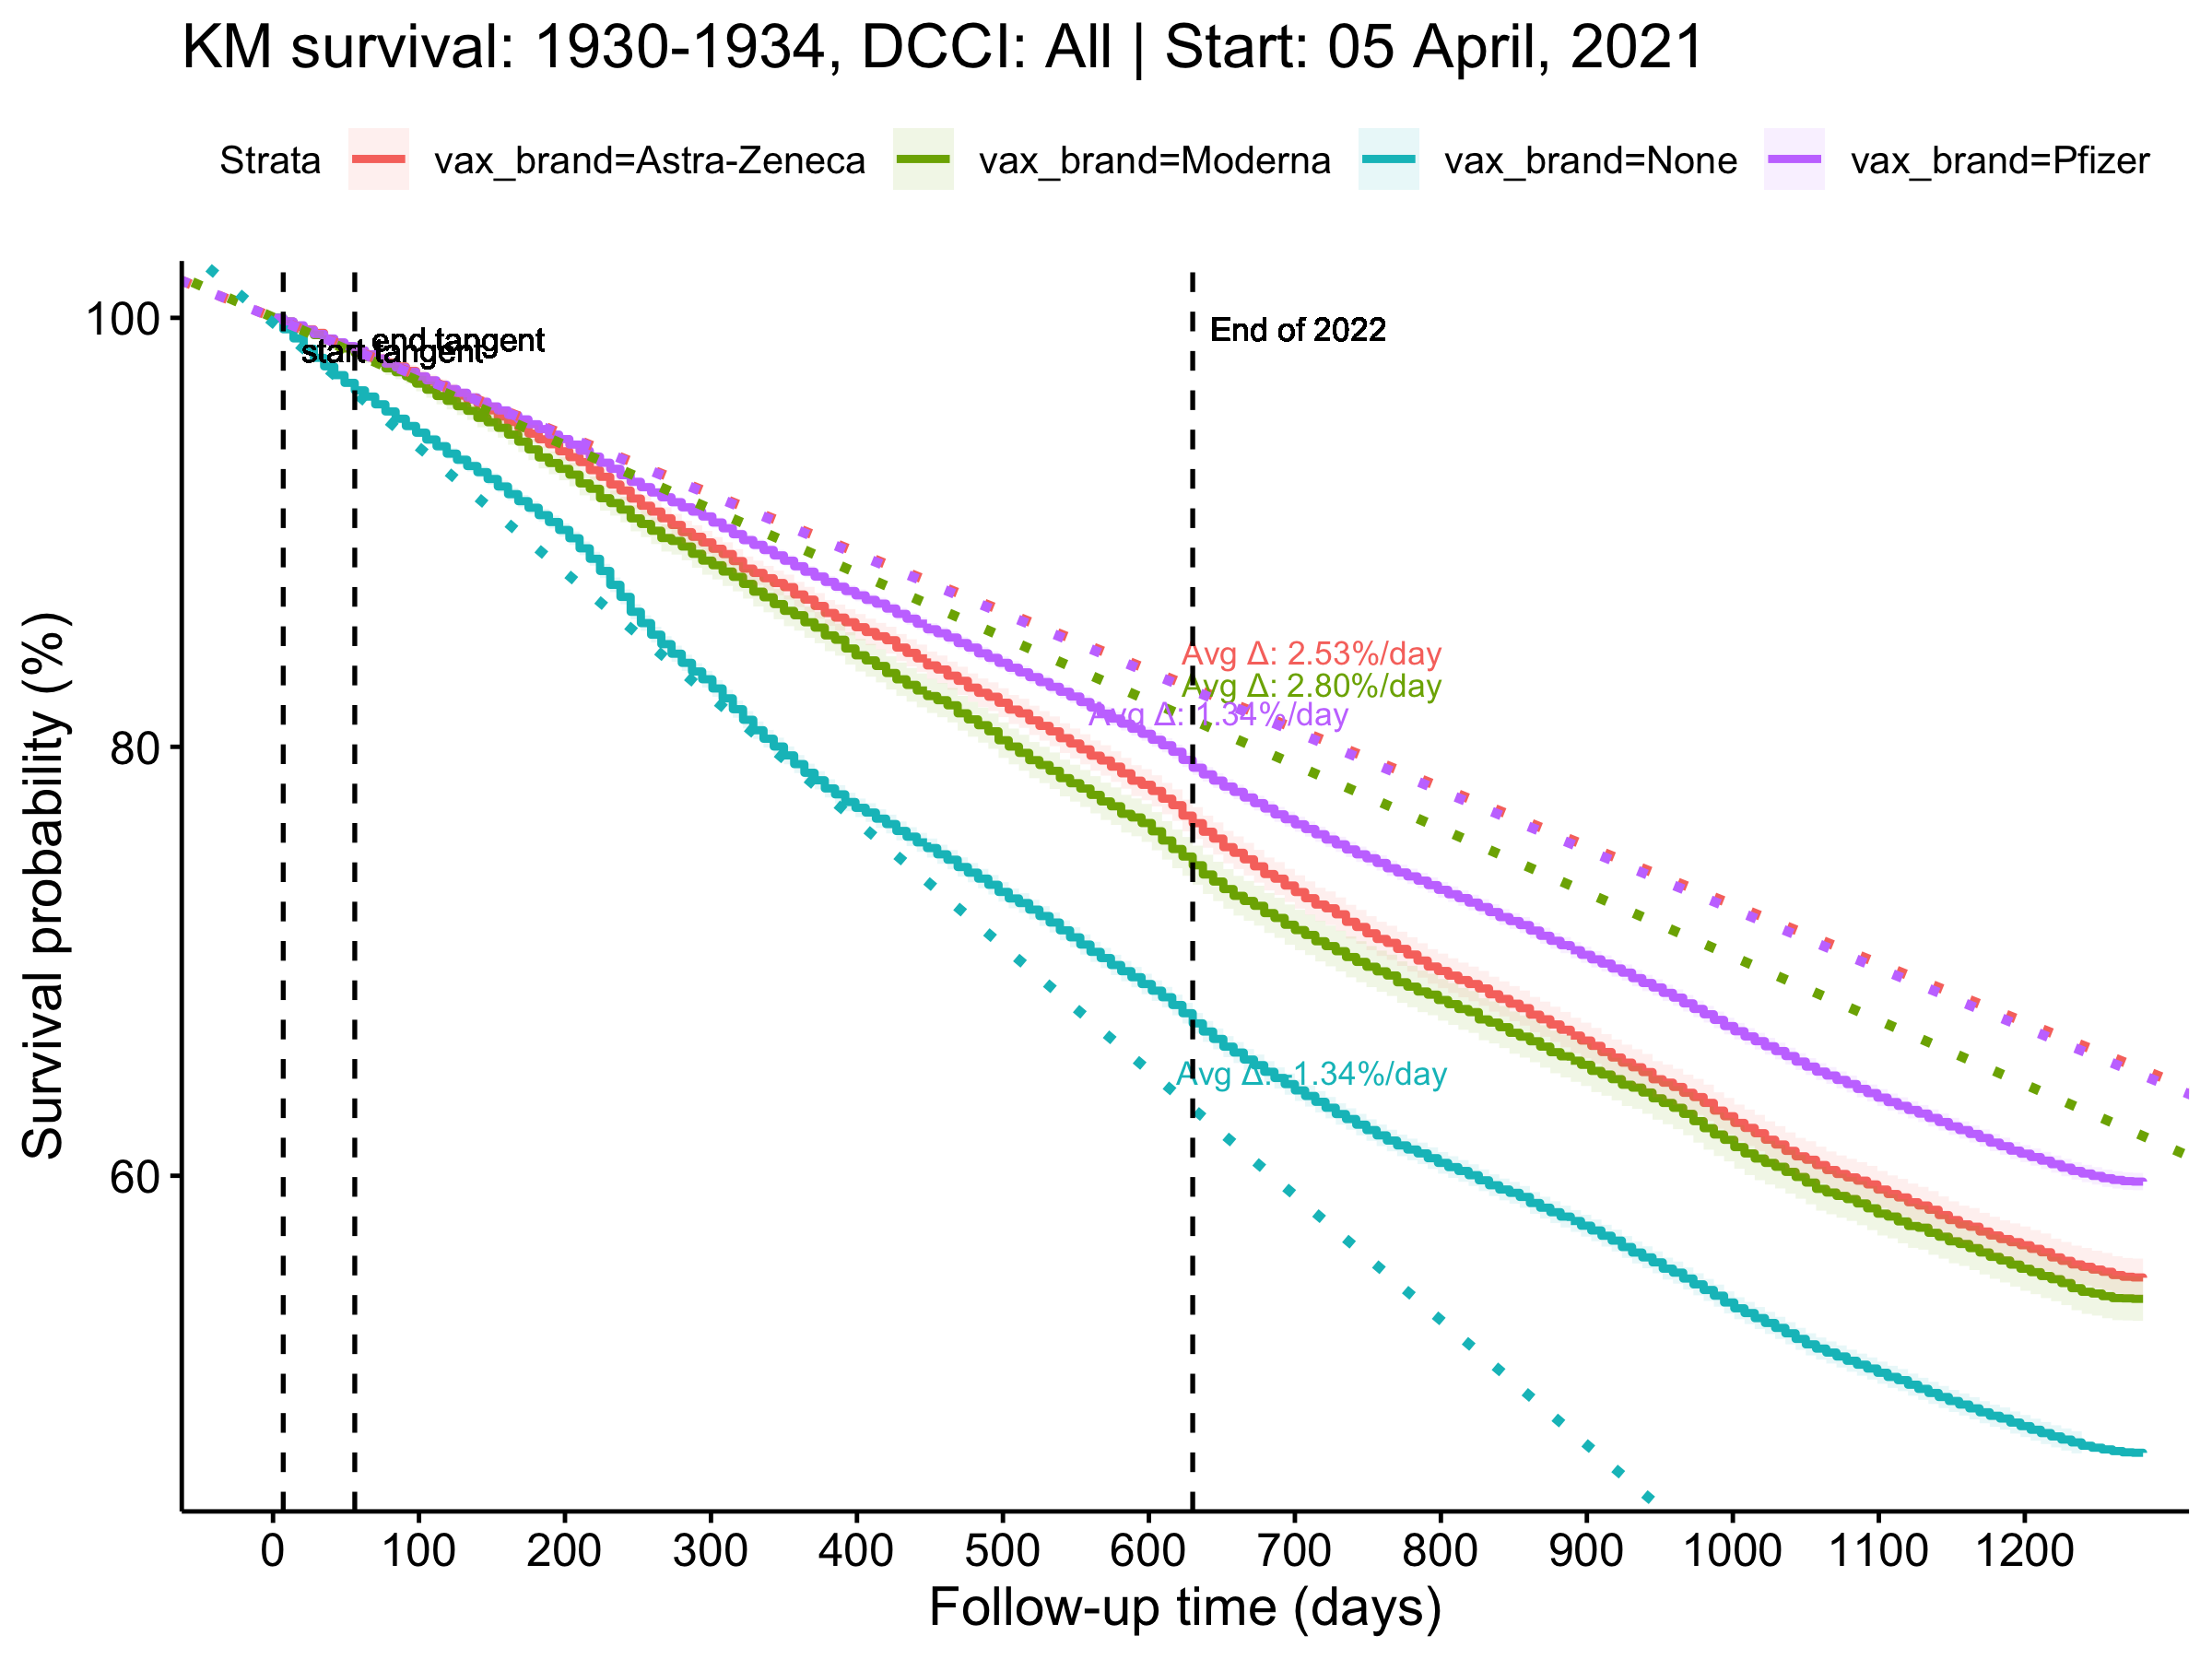 KM survival: 1930-1934, DCCI: All | Start: 05 April, 2021
Strata vax_brand=Astra-Zeneca vax_brand=Moderna vax_brand=None vax_brand=Pfizer
100
80
60
Survival probability (%)
end tangent
start tangent
End of 2022
Avg Δ: 2.53%/day
Avg Δ: 2.80%/day
Avg Δ: 1.34%/day
Avg Δ: -1.34%/day
0 100 200 300 400 500 600 700 800 900 1000 1100 1200
Follow-up time (days)